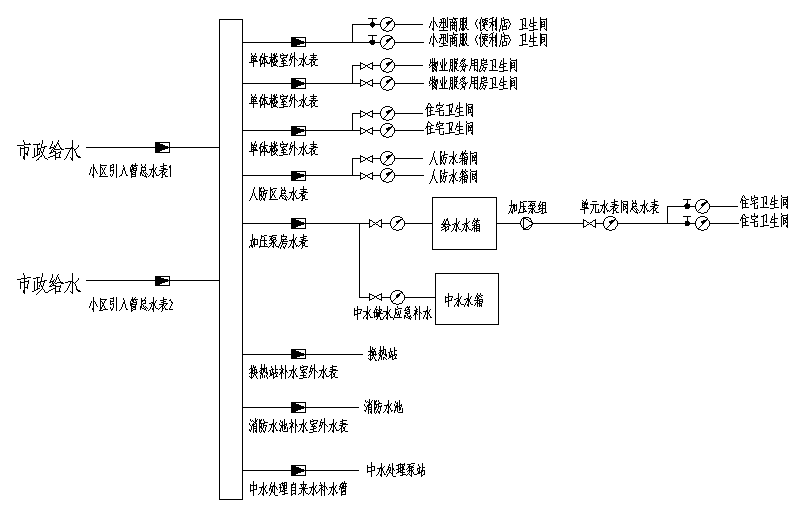 小型商服（便利店）卫生间
小型商服（便利店）卫生间
单体楼室外水表
物业服务用房卫生间
物业服务用房卫生间
单体楼室外水表
住宅卫生间
住宅卫生间
单体楼室外水表
市政给水
小区引入管总水表1
人防水箱间
人防水箱间
人防区总水表
加压泵房水表
给水水箱
加压泵组
单元水表间总水表
住宅卫生间
住宅卫生间
市政给水
小区引入管总水表2
中水水箱
中水缺水应急补水
换热站
换热站补水室外水表
消防水池
消防水池补水室外水表
中水处理泵站
中水处理自来水补水管